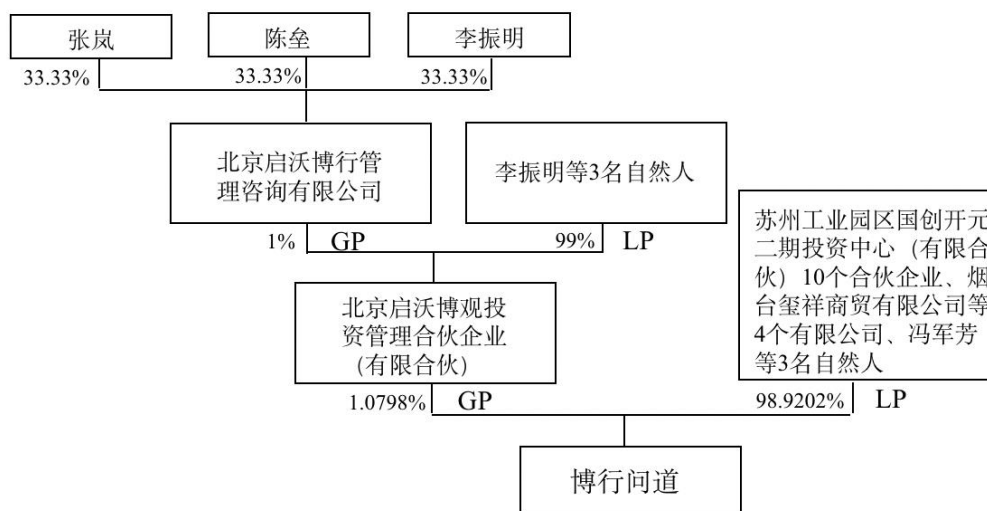 张岚
陈垒
李振明
33.33%
33.33%
33.33%
北京启沃博行管
理咨询有限公司
李振明等3名自然人
苏州工业园区国创开元
二期投资中心（有限合
伙）10个合伙企业、烟
台玺祥商贸有限公司等
4个有限公司、冯军芳
等3名自然人
1%
GP
99%
LP
北京启沃博观投
资管理合伙企业
（有限合伙）
1.0798%
GP
98.9202%
LP
博行问道